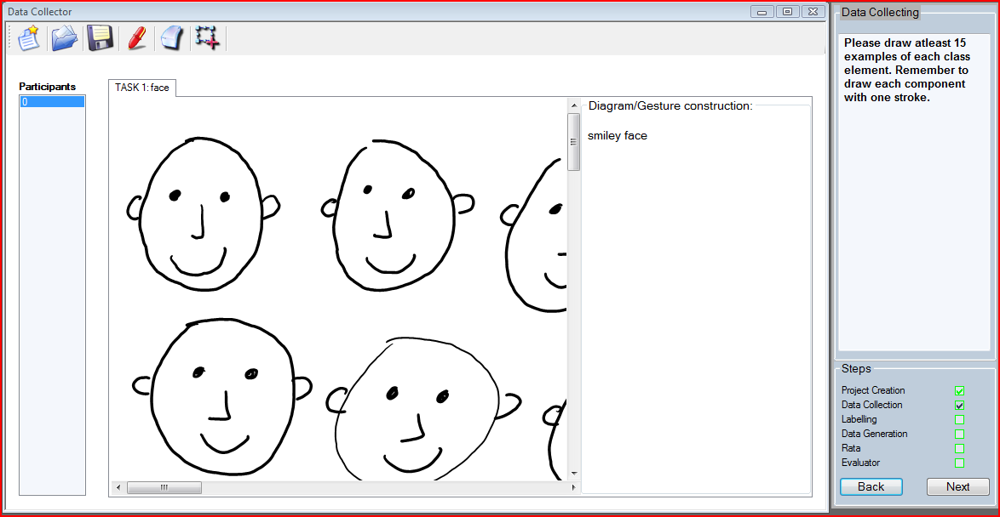 Data Collector
Participants
0
TASK 1: face
Diagram/Gesture construction:
smiley face
Data Collecting
Please draw atleast 15
examples of each class
element. Remember to
draw each component
with one stroke.
Steps
Project Creation
Data Collection
Labelling
Data Generation
Rata
Evaluator
Back
Next